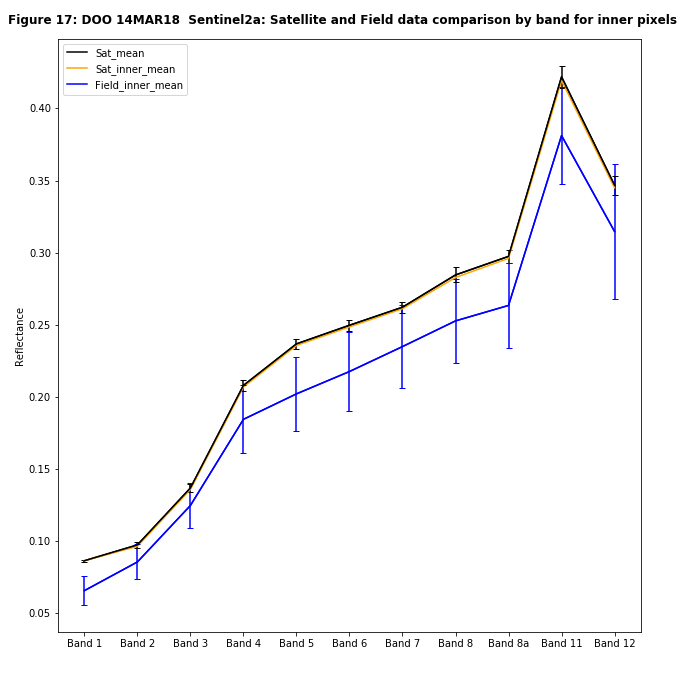 Figure 17: DOO 14MAR18  Sentinel2a: Satellite and Field data comparison by band for inner pixels
Sat_mean
Sat_inner_mean
Field_inner_mean
0.40
0.35
0.30
0.25
0.20
0.15
0.10
0.05
Reflectance
Band 1 Band 2 Band 3 Band 4 Band 5 Band 6 Band 7 Band 8 Band 8a Band 11 Band 12